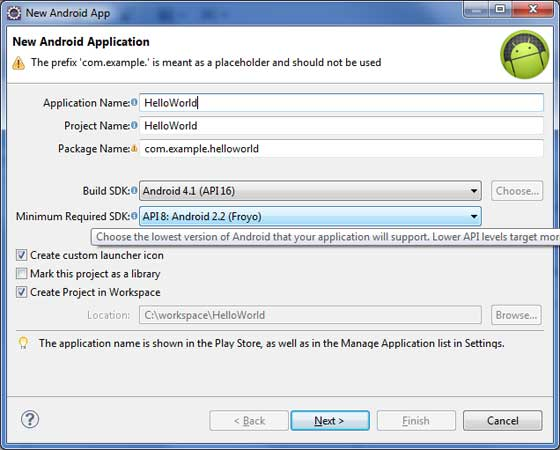 New Android App
New Android Application
The prefix 'com.example.' is meant as a placeholder and should not be used
Application Name: HelloWorld
Project Name: HelloWorld
Package Name: com.example.helloworld
Build SDK: Android 4.1 (API 16) Choose...
Minimum Required SDK: API 8: Android 2.2 (Froyo)
Choose the lowest version of Android that your application will support. Lower API levels target mor
Create custom launcher icon
Mark this project as a library
Create Project in Workspace
Location: C:\workspace\HelloWorld Browse...
The application name is shown in the Play Store, as well as in the Manage Application list in Settings.
? < Back Next > Finish Cancel